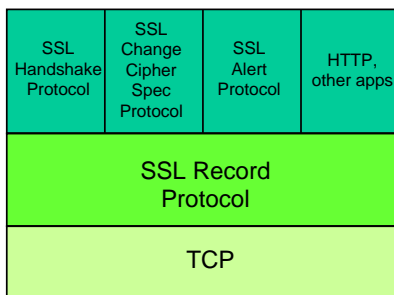 SSL
Handshake
Protocol
SSL
Change
Cipher
Spec
Protocol
SSL
Alert
Protocol
HTTP,
other apps
SSL Record
Protocol
TCP